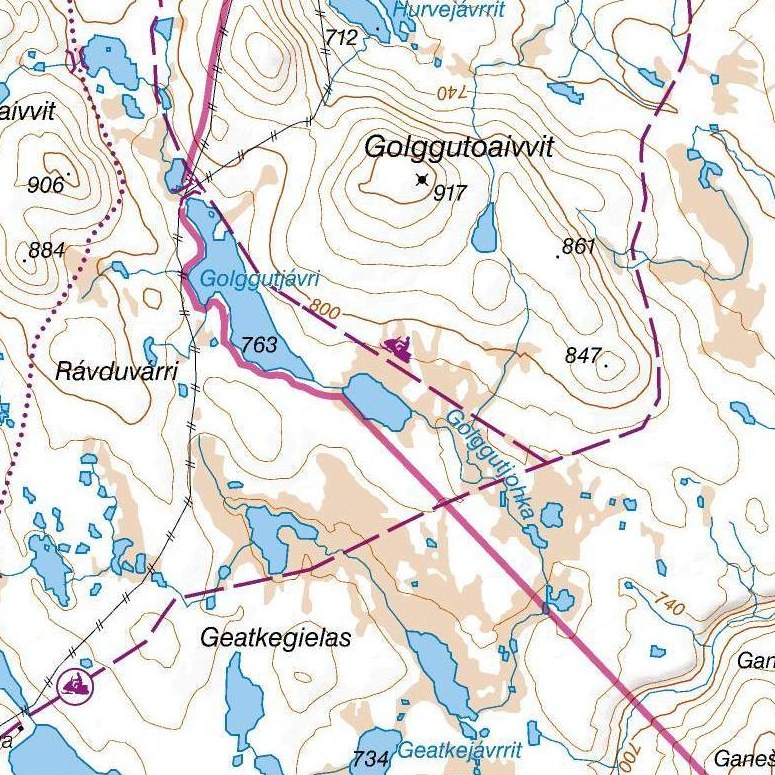 Hurvejávrrit
712
aivvit
740
Golggutoaivvit
906
917
884
861
Golggutjávri
800
763
847
Rávduvárri
Golggutjohka
740
Geatkegielas
Gan
a
734
Geatkejávrrit
700
Ganeš